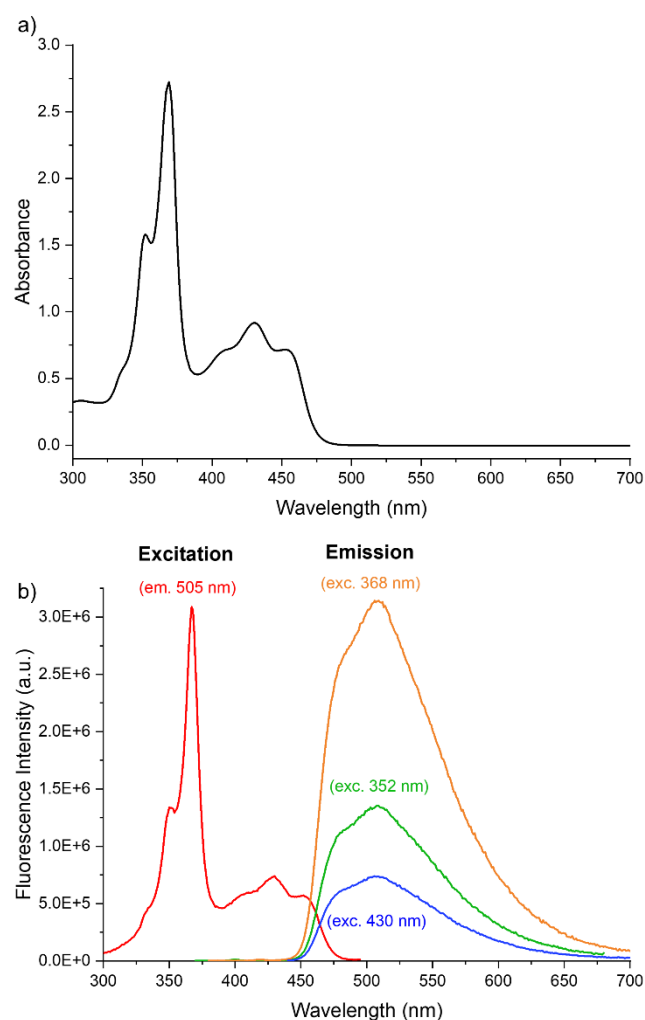 a)
3.0
2.5
2.0
1.5
1.0
0.5
0.0
Absorbance
300 350 400 450 500 550 600 650 700
Wavelength (nm)
Excitation Emission
(em. 505 nm) (exc. 368 nm)
b)
3.0E+6
2.5E+6
2.0E+6
1.5E+6
1.0E+6
5.0E+5
0.0E+0
Fluorescence Intensity (a.u.)
(exc. 352 nm)
(exc. 430 nm)
300 350 400 450 500 550 600 650 700
Wavelength (nm)